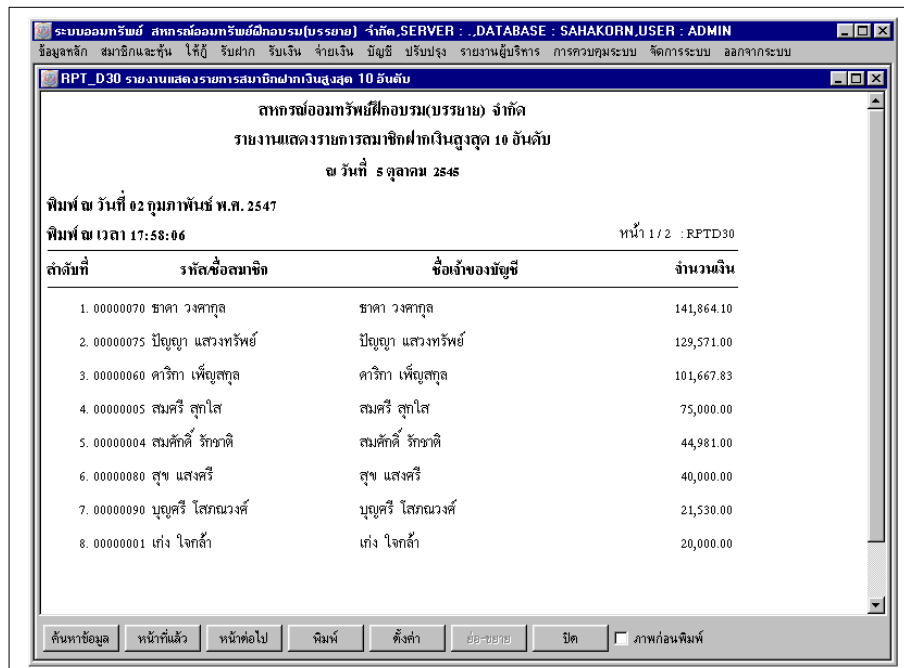 ระบบออมทรัพย์ สหกรณ์ออมทรัพย์ฝึกอบรม(บรรยาย) จำกัด,SERVER : .,DATABASE : SAHAKORN,USER : ADMIN
ข้อมูลหลัก สมาชิกและหุ้น ให้กู้ รับฝาก รับเงิน จ่ายเงิน บัญชี ปรับปรุง รายงานผู้บริหาร การควบคุมระบบ จัดการระบบ ออกจากระบบ
RPT_D30 รายงานแสดงรายการสมาชิกฝากเงินสูงสุด 10 อันดับ
สหกรณ์ออมทรัพย์ฝึกอบรม(บรรยาย) จำกัด
รายงานแสดงรายการสมาชิกฝากเงินสูงสุด 10 อันดับ
ณ วันที่ 5 ตุลาคม 2545
พิมพ์ ณ วันที่ 02 กุมภาพันธ์ พ.ศ. 2547
พิมพ์ ณ เวลา 17:58:06 หน้า 1 / 2 : RPTD30
ลำดับที่ รหัส/ชื่อสมาชิก ชื่อเจ้าของบัญชี จำนวนเงิน
1. 00000070 ธาดา วงศากุล ธาดา วงศากุล 141,864.10
2. 00000075 ปัญญา แสวงทรัพย์ ปัญญา แสวงทรัพย์ 129,571.00
3. 00000060 ดาริกา เพ็ญสกุล ดาริกา เพ็ญสกุล 101,667.83
4. 00000005 สมศรี สุกใส สมศรี สุกใส 75,000.00
5. 00000004 สมศักดิ์ รักชาติ สมศักดิ์ รักชาติ 44,981.00
6. 00000080 สุข แสงศรี สุข แสงศรี 40,000.00
7. 00000090 บุญศรี โสภณวงศ์ บุญศรี โสภณวงศ์ 21,530.00
8. 00000001 เก่ง ใจกล้า เก่ง ใจกล้า 20,000.00
ค้นหาข้อมูล หน้าที่แล้ว หน้าต่อไป พิมพ์ ตั้งค่า ย่อ-ขยาย ปิด ภาพก่อนพิมพ์